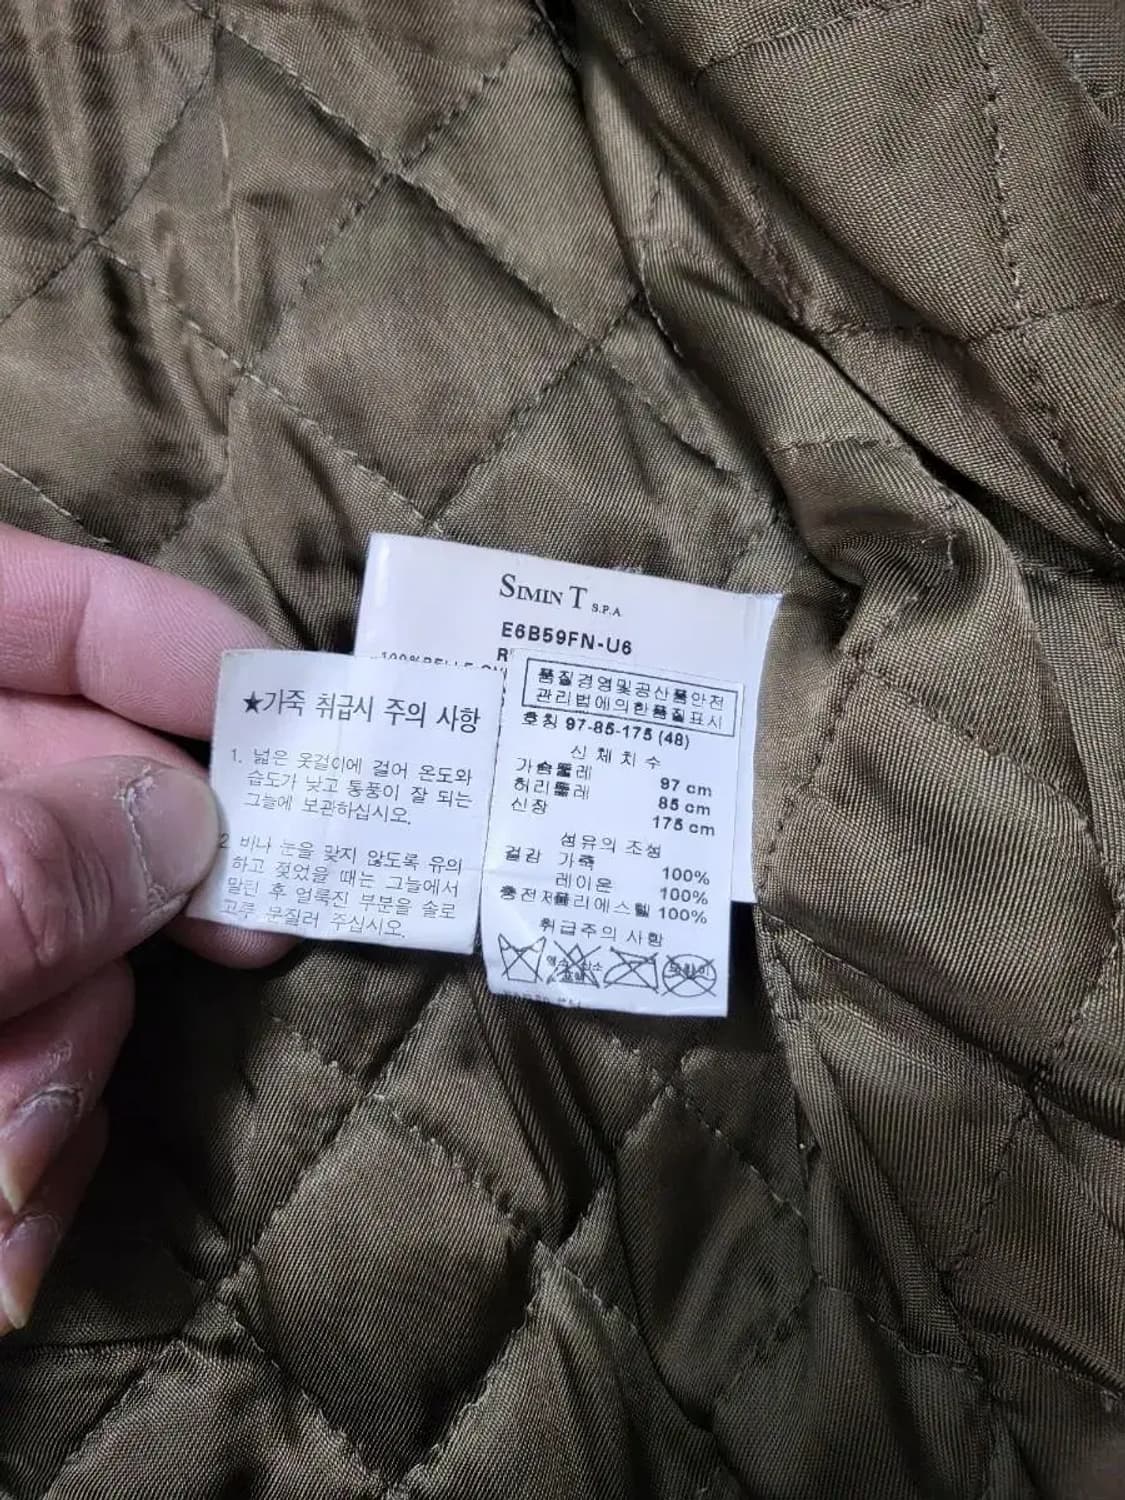 SIMIN T S.P.A
E6B59FN-U6
★가죽 취급시 주의 사항
1. 넓은 옷걸이에 걸어 온도와
습도가 낮고 통풍이 잘 되는
그늘에 보관하십시오.
2 비나 눈을 맞지 않도록 유의
하고 젖었을 때는 그늘에서
말린 후 얼룩진 부분을 솔로
고루 문질러 주십시오.
품질경영및공산품안전
관리법에의한품질표시
호칭 97-85-175 (48)
신체치수
가슴둘레 97 cm
허리둘레 85 cm
신장 175 cm
섬유의 조성
겉감 가죽 100%
레이온 100%
충전재폴리에스텔 100%
취급주의 사항